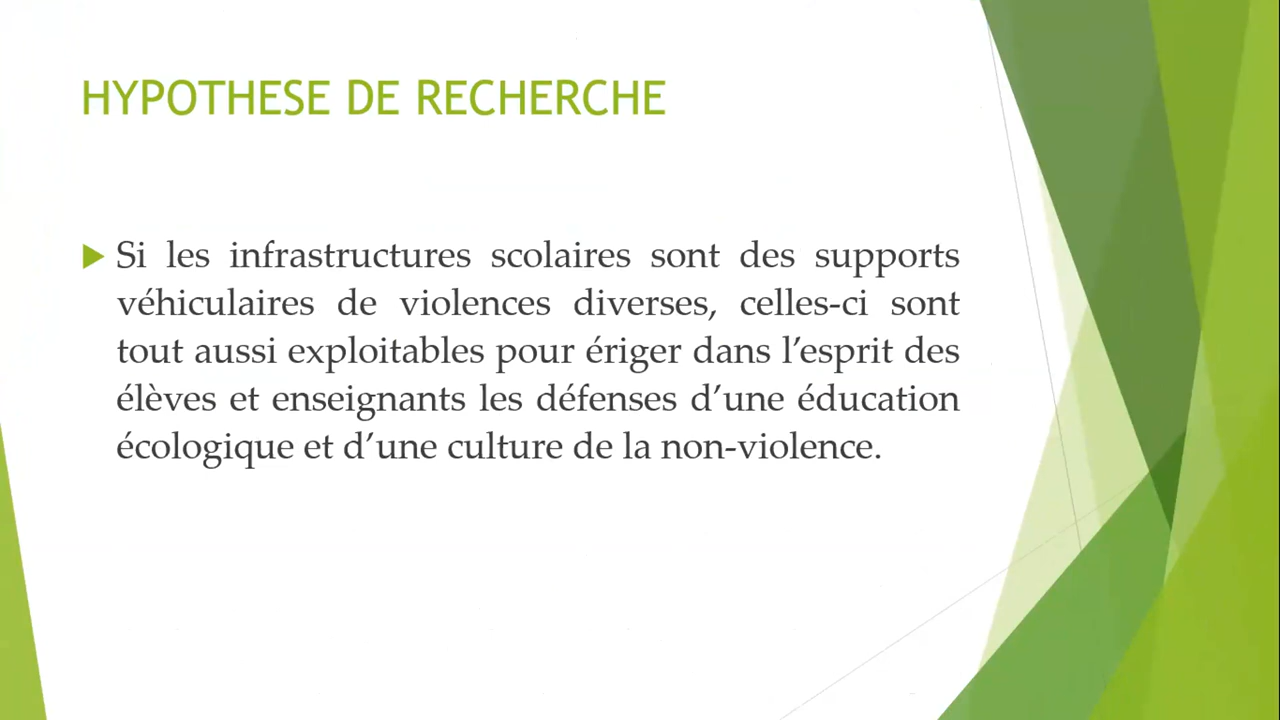 HYPOTHESE DE RECHERCHE
Si les infrastructures scolaires sont des supports
véhiculaires de violences diverses, celles-ci sont
tout aussi exploitables pour ériger dans l’esprit des
élèves et enseignants les défenses d’une éducation
écologique et d’une culture de la non-violence.